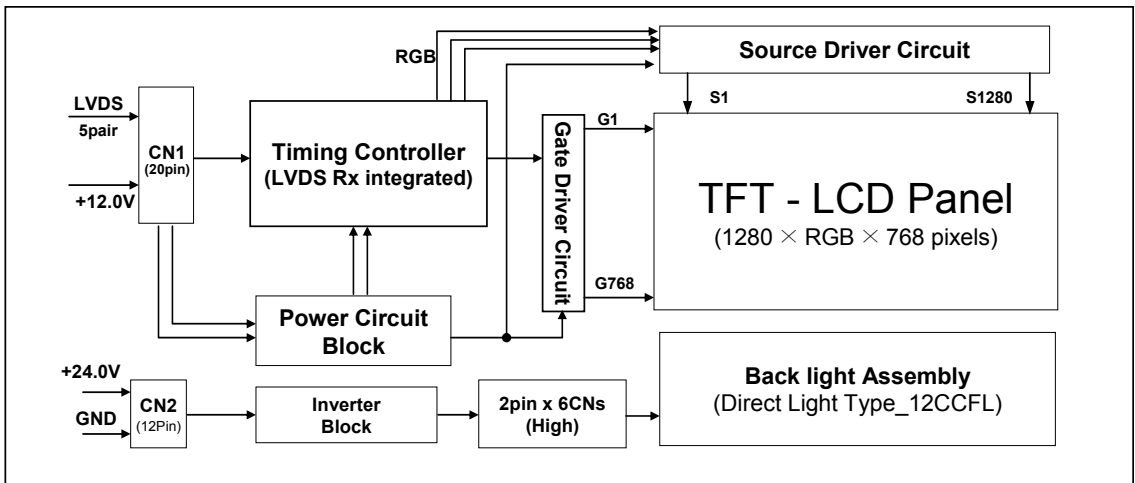 RGB
Source Driver Circuit
S1
S1280
LVDS
5pair
CN1
(20pin)
+12.0V
Timing Controller
(LVDS Rx integrated)
Gate Driver Circuit
G1
G768
TFT - LCD Panel
(1280 × RGB × 768 pixels)
Power Circuit
Block
+24.0V
GND
CN2
(12Pin)
Inverter
Block
2pin x 6CNs
(High)
Back light Assembly
(Direct Light Type_12CCFL)